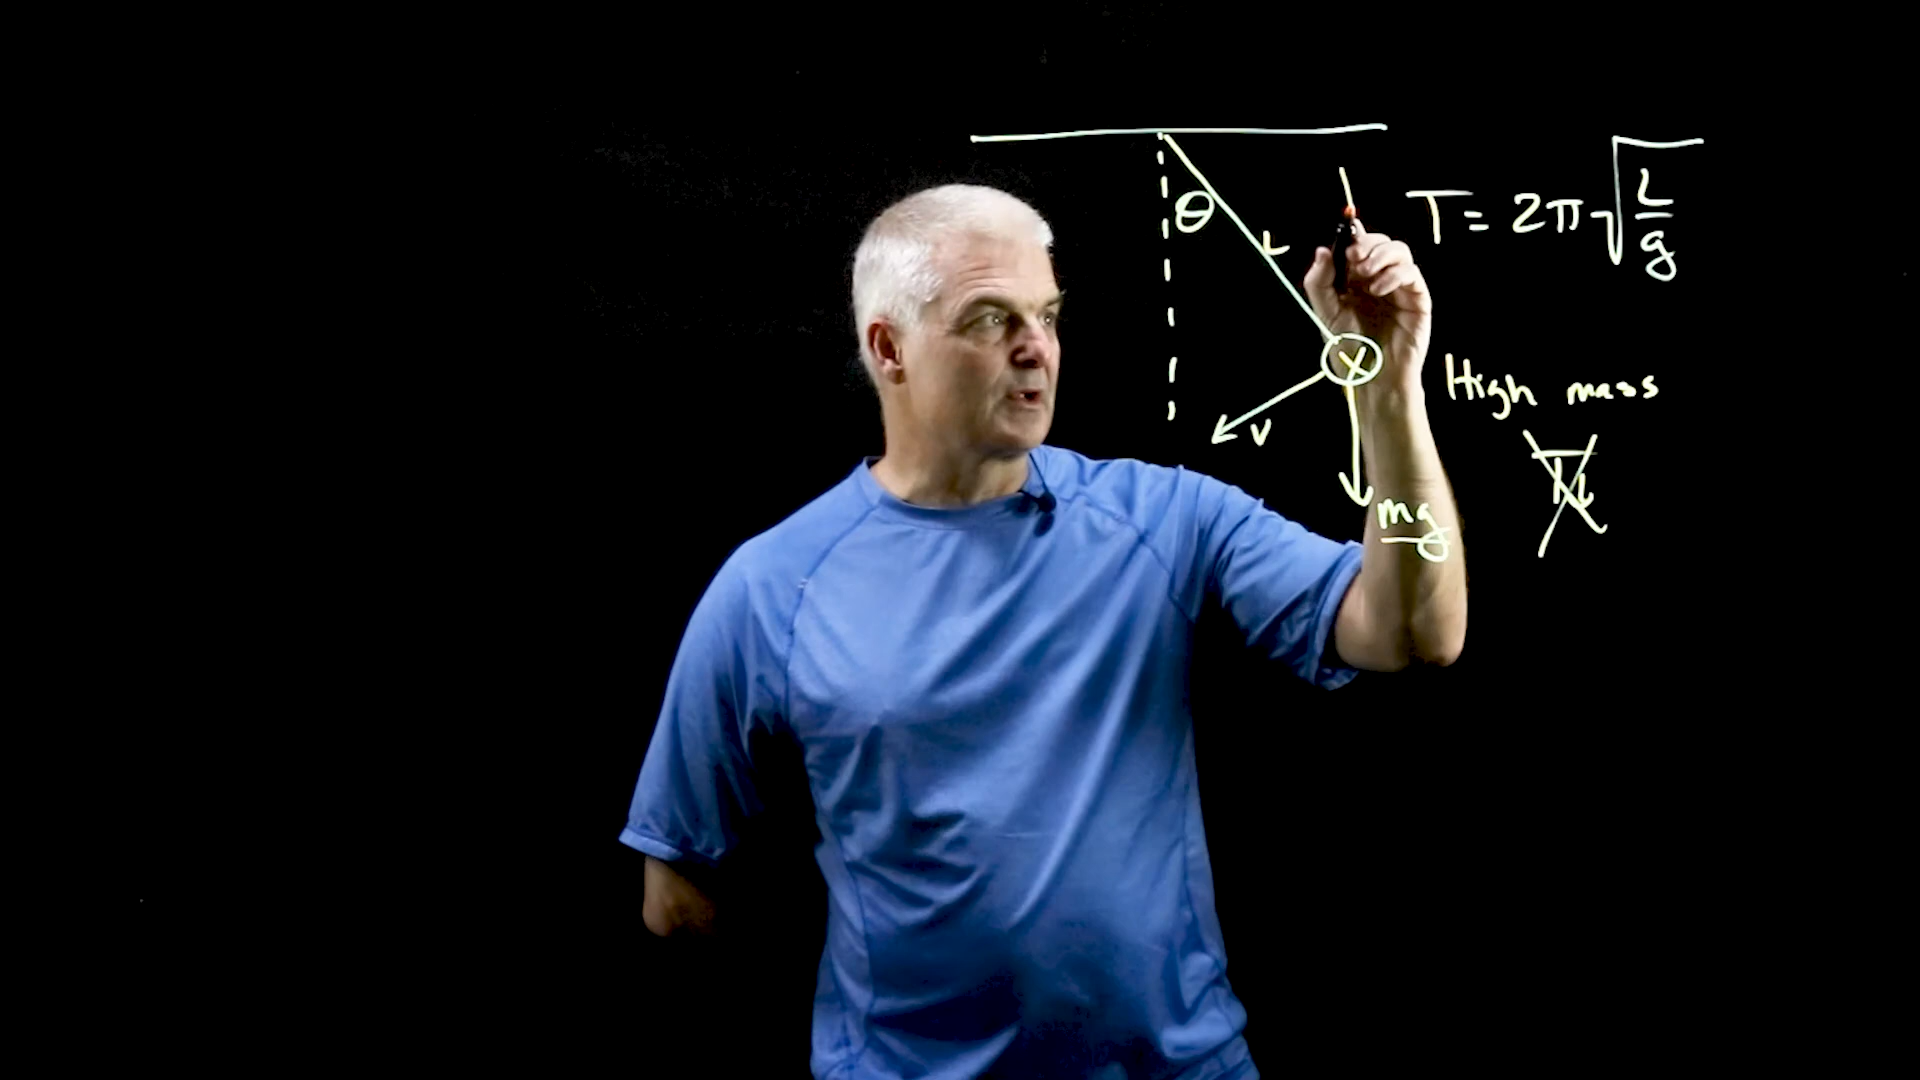 θ
L
T = 2π√(L/g)
v
mg
High mass